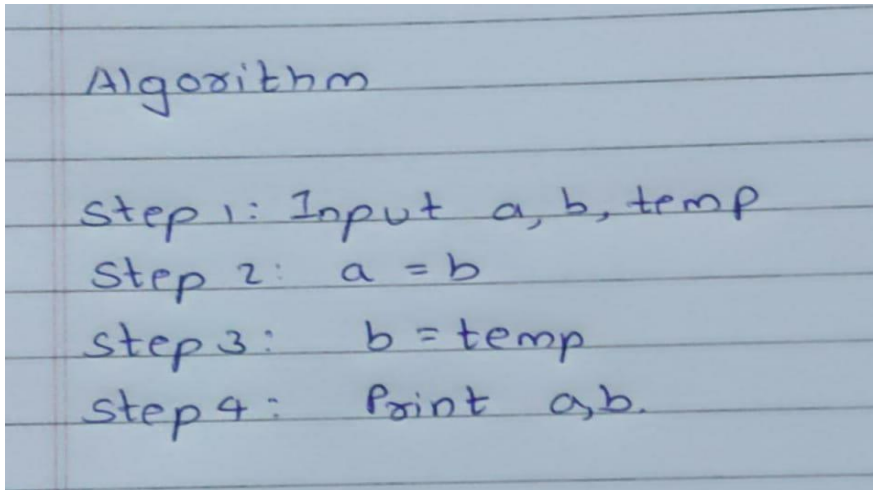 Algorithm
Step 1: Input a, b, temp
Step 2: a = b
Step 3: b = temp
Step 4: Print a,b.